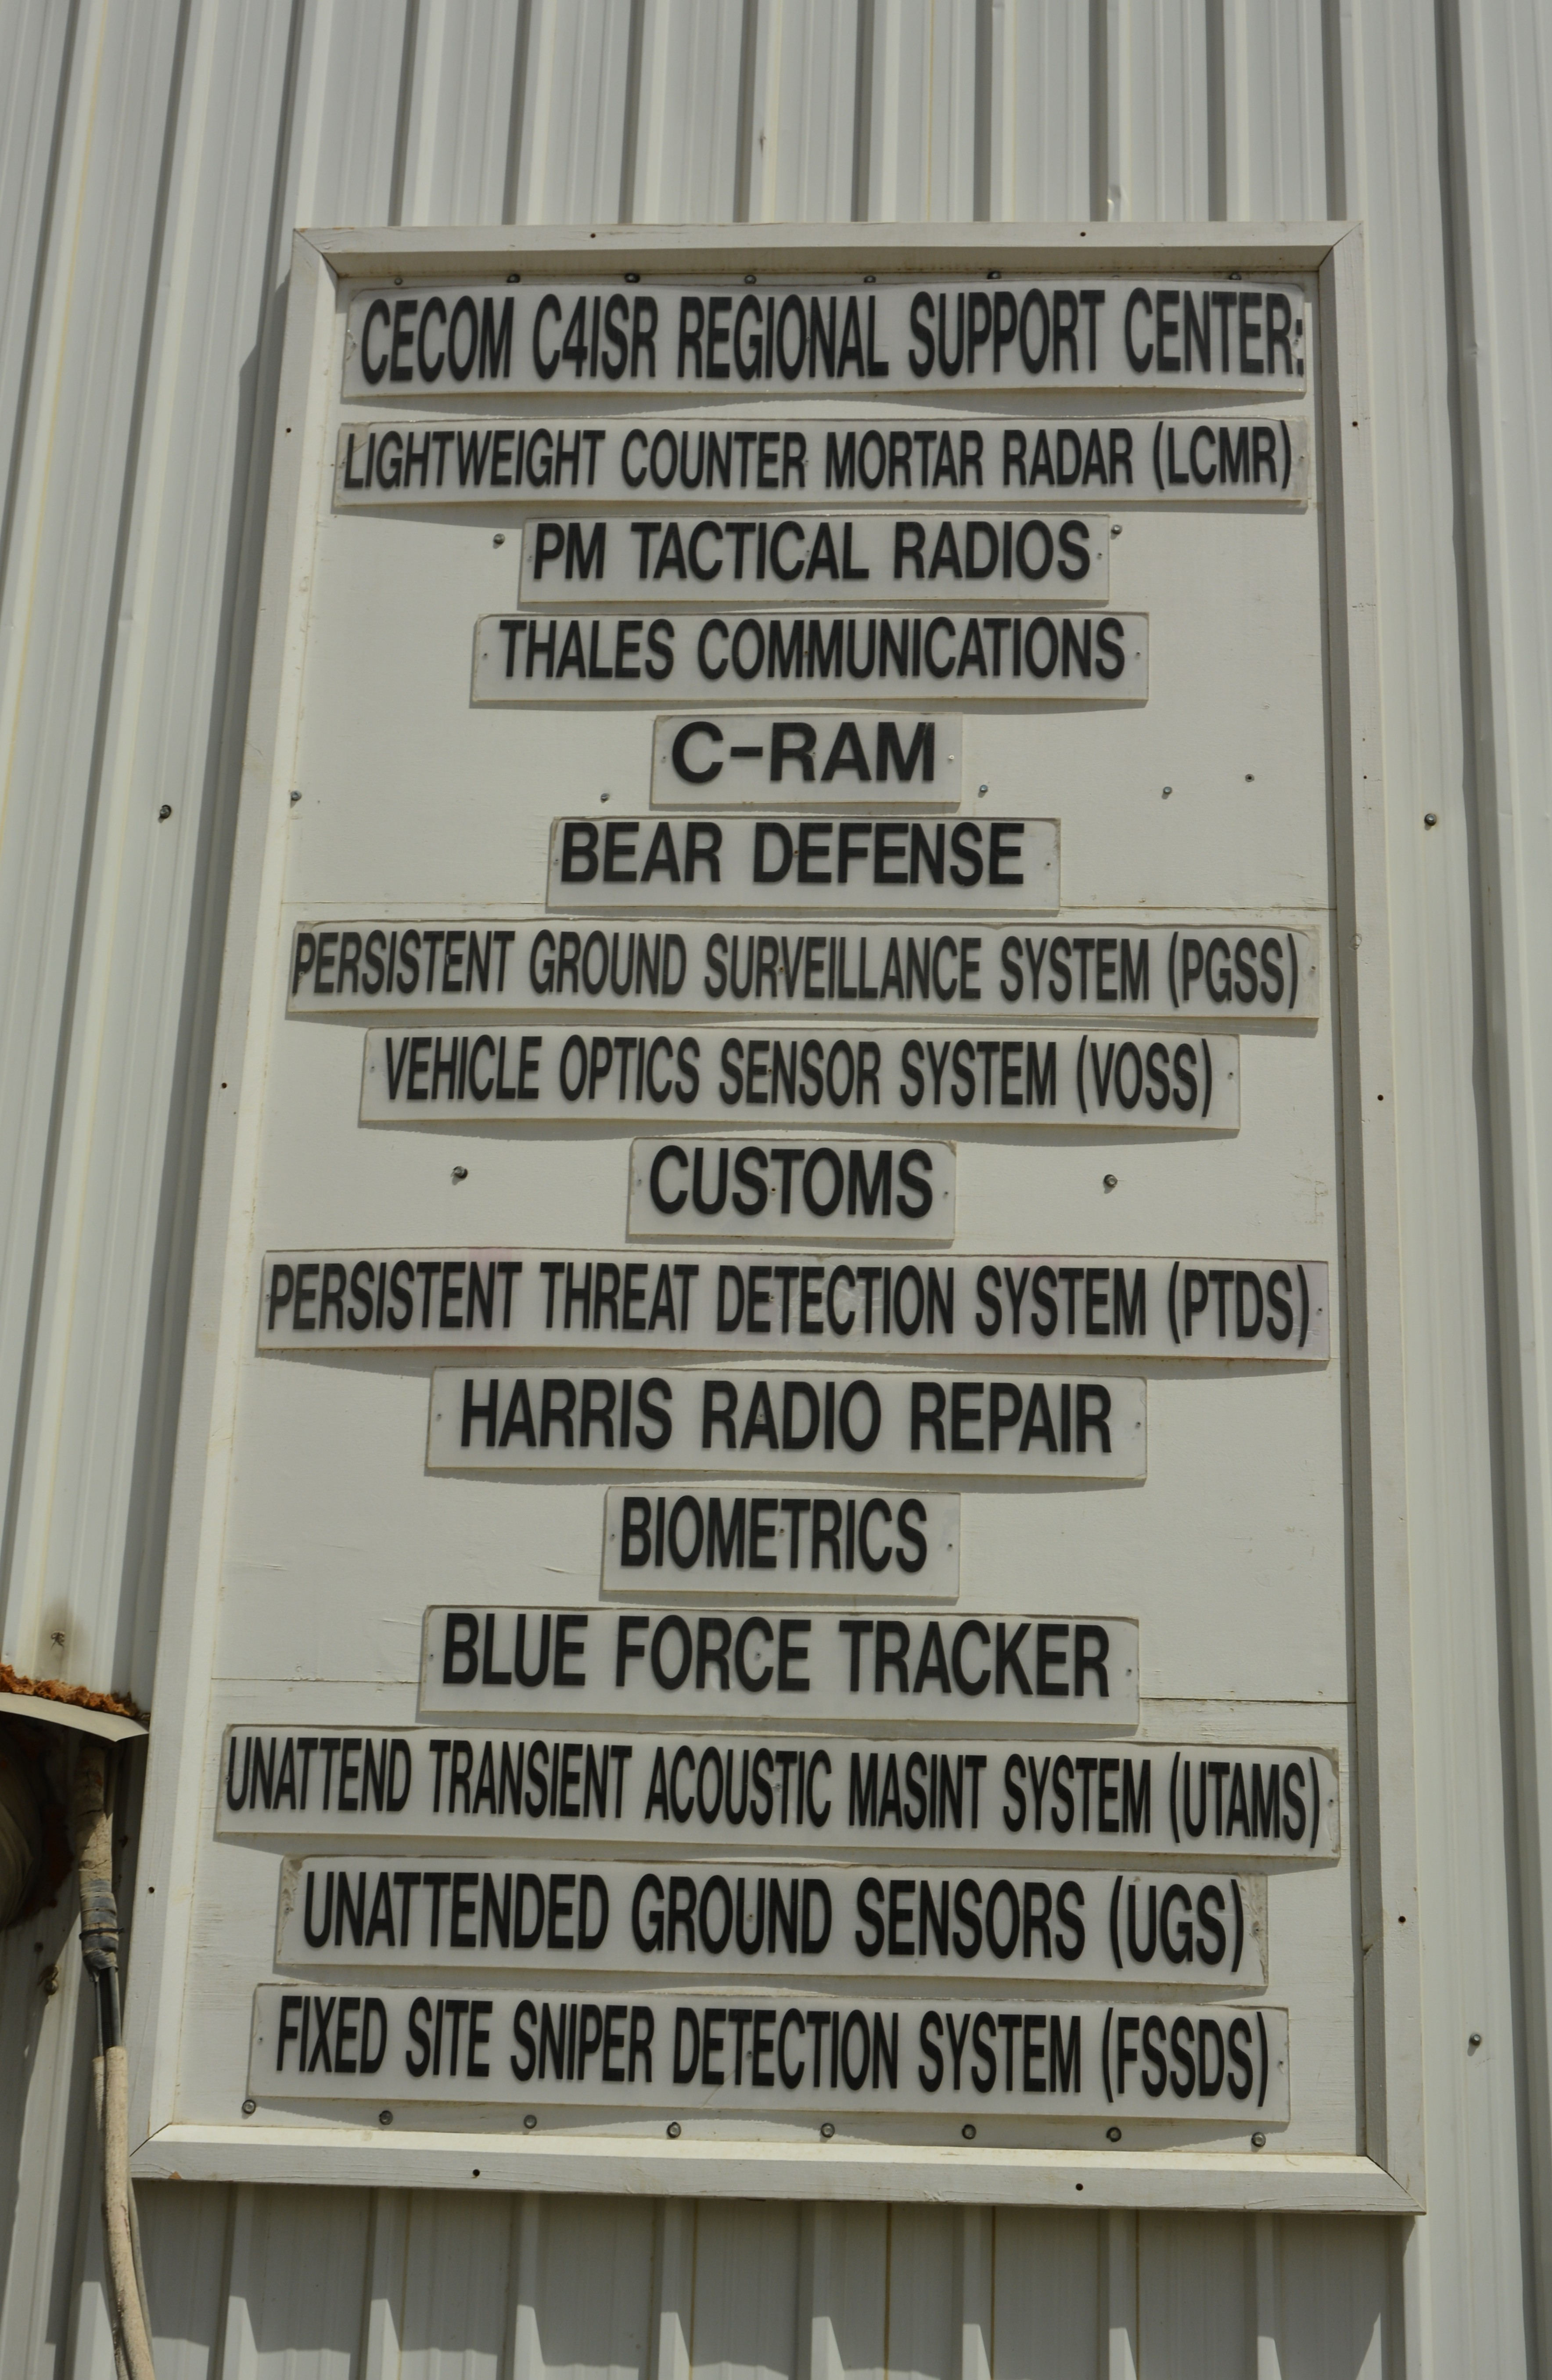 CECOM C4ISR REGIONAL SUPPORT CENTER:
LIGHTWEIGHT COUNTER MORTAR RADAR (LCMR)
PM TACTICAL RADIOS
THALES COMMUNICATIONS
C-RAM
BEAR DEFENSE
PERSISTENT GROUND SURVEILLANCE SYSTEM (PGSS)
VEHICLE OPTICS SENSOR SYSTEM (VOSS)
CUSTOMS
PERSISTENT THREAT DETECTION SYSTEM (PTDS)
HARRIS RADIO REPAIR
BIOMETRICS
BLUE FORCE TRACKER
UNATTEND TRANSIENT ACOUSTIC MASINT SYSTEM (UTAMS)
UNATTENDED GROUND SENSORS (UGS)
FIXED SITE SNIPER DETECTION SYSTEM (FSSDS)